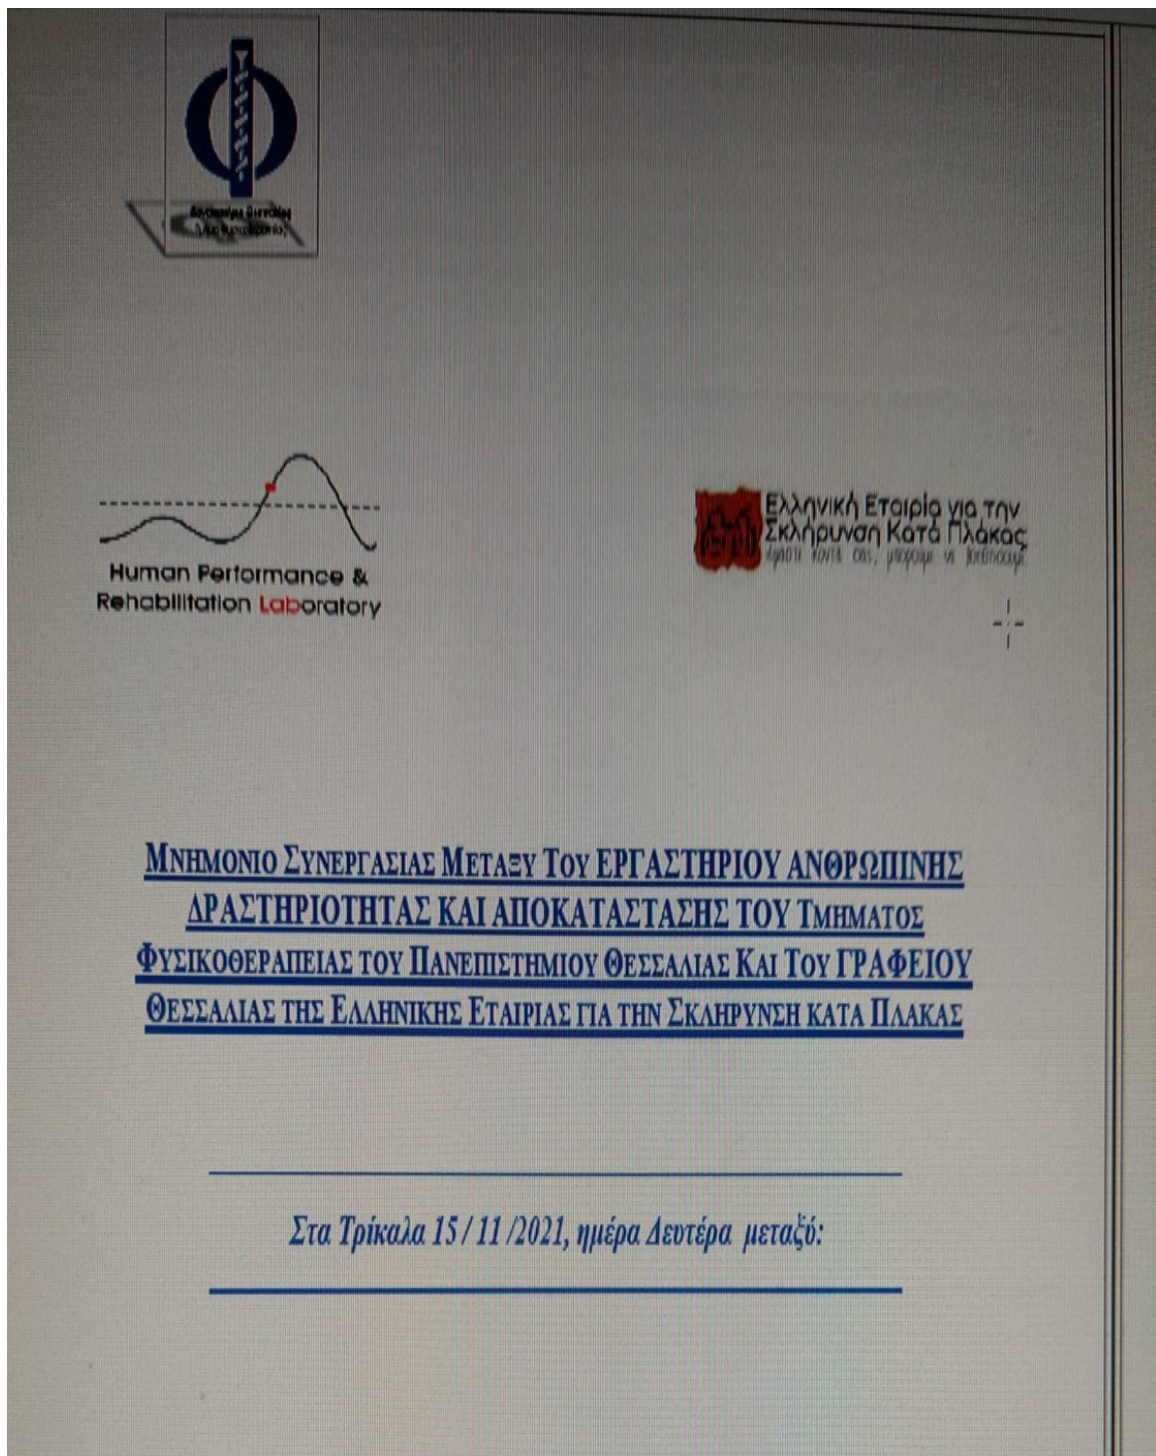 Human Performance &
Rehabilitation Laboratory
Ελληνική Εταιρία για την
Σκλήρυνση Κατά Πλάκας
ΜΝΗΜΟΝΙΟ ΣΥΝΕΡΓΑΣΙΑΣ ΜΕΤΑΞΥ ΤΟΥ ΕΡΓΑΣΤΗΡΙΟΥ ΑΝΘΡΩΠΙΝΗΣ
ΔΡΑΣΤΗΡΙΟΤΗΤΑΣ ΚΑΙ ΑΠΟΚΑΤΑΣΤΑΣΗΣ ΤΟΥ ΤΜΗΜΑΤΟΣ
ΦΥΣΙΚΟΘΕΡΑΠΕΙΑΣ ΤΟΥ ΠΑΝΕΠΙΣΤΗΜΙΟΥ ΘΕΣΣΑΛΙΑΣ ΚΑΙ ΤΟΥ ΓΡΑΦΕΙΟΥ
ΘΕΣΣΑΛΙΑΣ ΤΗΣ ΕΛΛΗΝΙΚΗΣ ΕΤΑΙΡΙΑΣ ΓΙΑ ΤΗΝ ΣΚΛΗΡΥΝΣΗ ΚΑΤΑ ΠΛΑΚΑΣ
Στα Τρίκαλα 15/11/2021, ημέρα Δευτέρα μεταξύ: